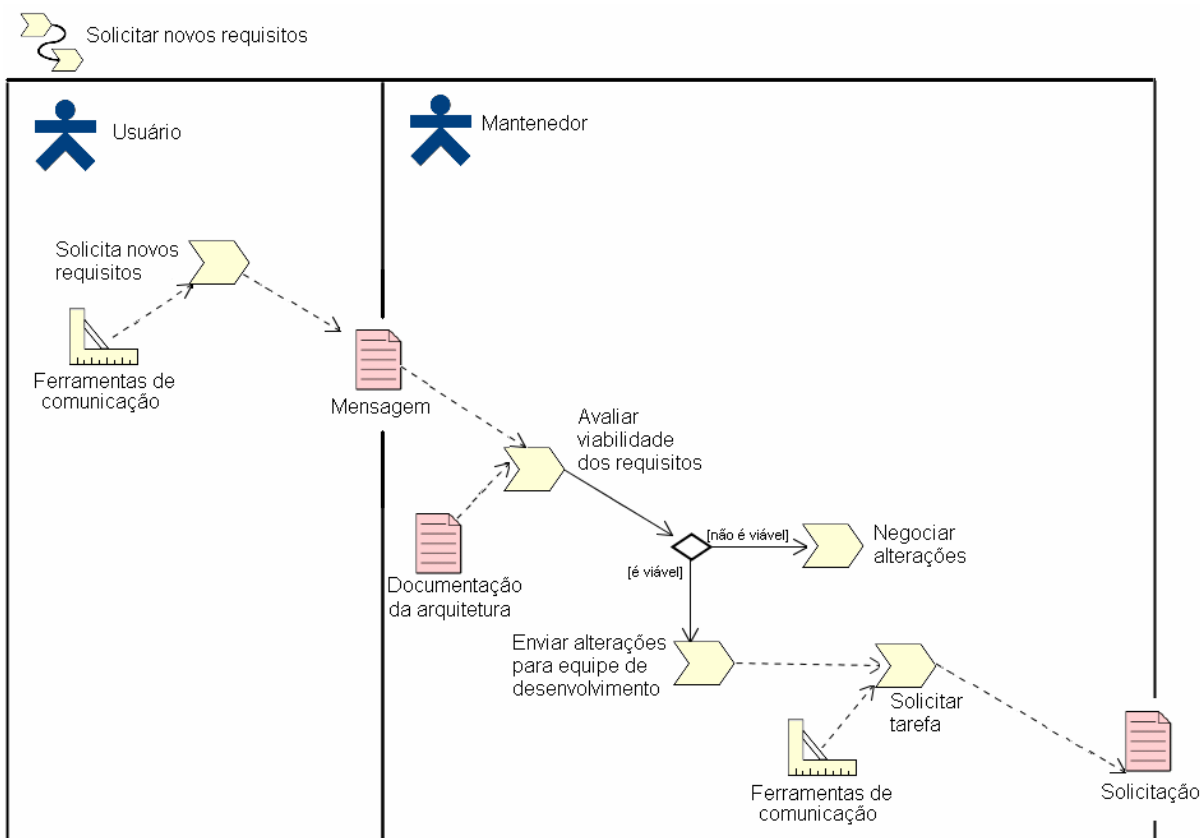 Solicitar novos requisitos
Usuário
Mantenedor
Solicita novos
requisitos
Ferramentas de
comunicação
Mensagem
Avaliar
viabilidade
dos requisitos
Documentação
da arquitetura
[não é viável]
Negociar
alterações
[é viável]
Enviar alterações
para equipe de
desenvolvimento
Solicitar
tarefa
Ferramentas de
comunicação
Solicitação